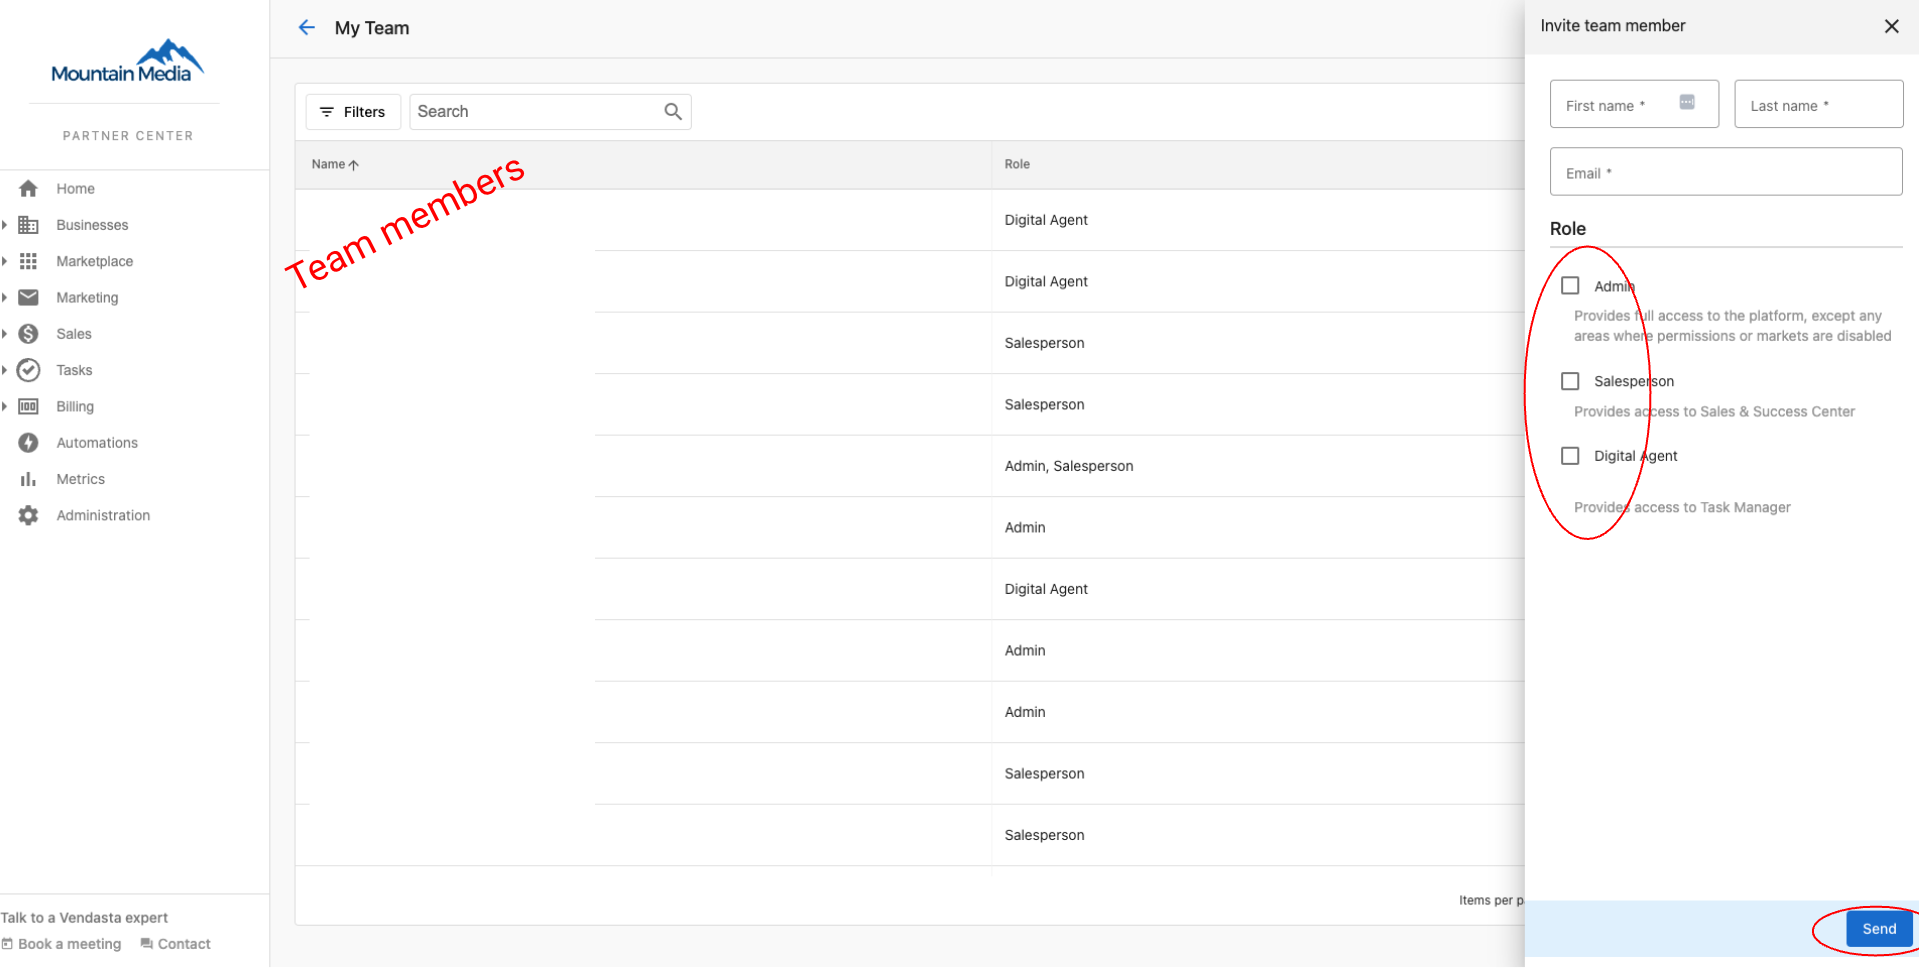 Mountain Media
PARTNER CENTER
Home
Businesses
Marketplace
Marketing
Sales
Tasks
Billing
Automations
Metrics
Administration
Talk to a Vendasta expert
Book a meeting
Contact
My Team
Filters
Search
Name
Role
Team members
Digital Agent
Digital Agent
Salesperson
Salesperson
Admin, Salesperson
Admin
Digital Agent
Admin
Admin
Salesperson
Salesperson
Items per
Invite team member
First name *
Last name *
Email *
Role
Admin
Provides full access to the platform, except any
areas where permissions or markets are disabled
Salesperson
Provides access to Sales & Success Center
Digital Agent
Provides access to Task Manager
Send